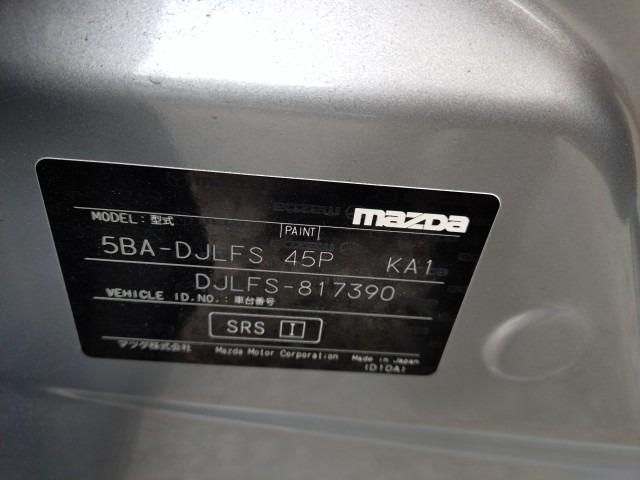 mazda
MODEL:型式
PAINT
5BA-DJLFS 45P KA1
DJLFS-817390
VEHICLE ID.NO.:車台番号
SRS I
マツダ株式会社 Mazda Motor Corporation Made in Japan
(D10A)